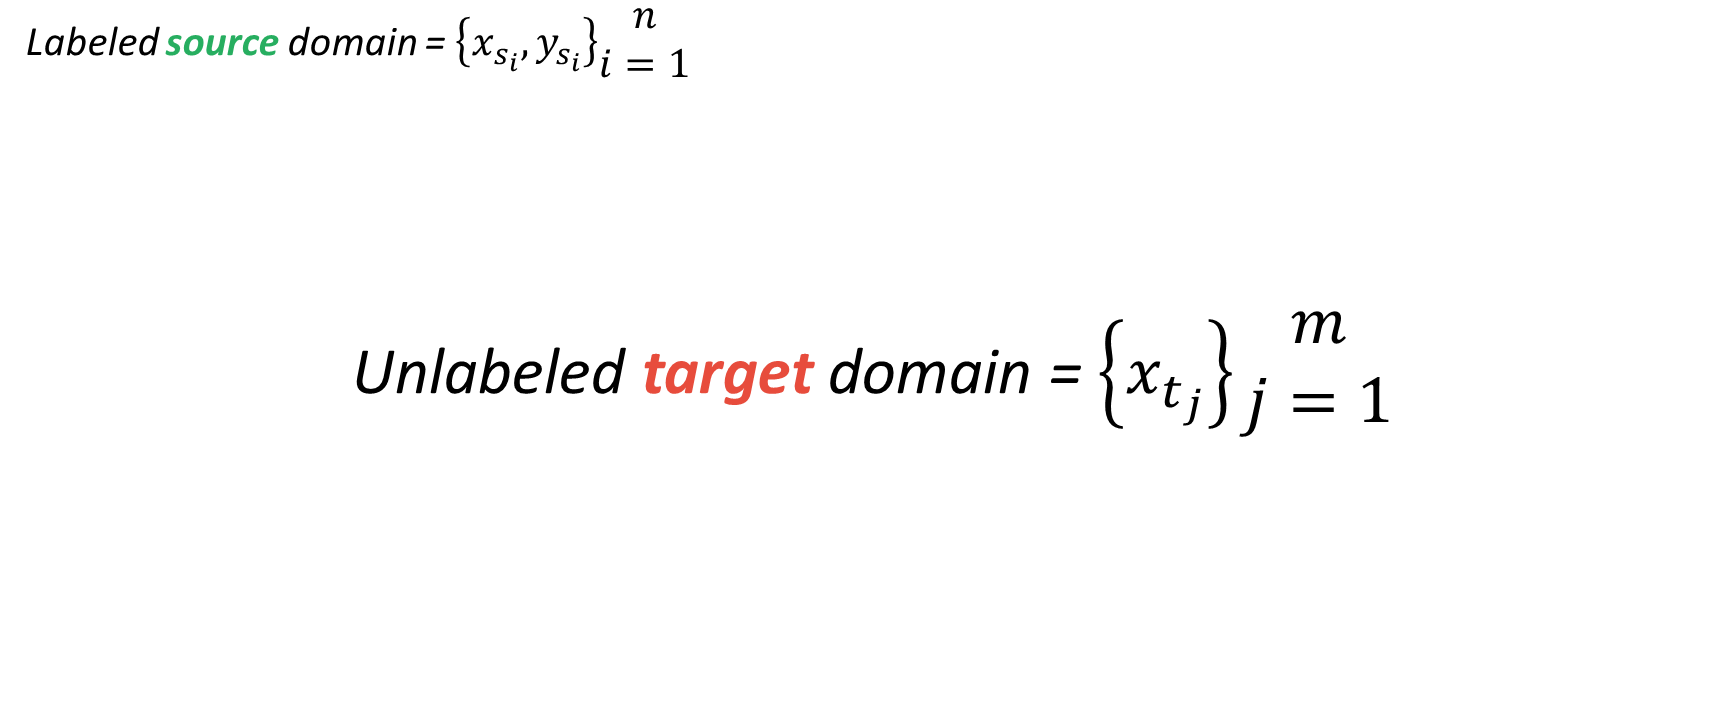 Labeled source domain = {x_{s_i}, y_{s_i}}_{i = 1}^{n}
Unlabeled target domain = {x_{t_j}}_{j = 1}^{m}